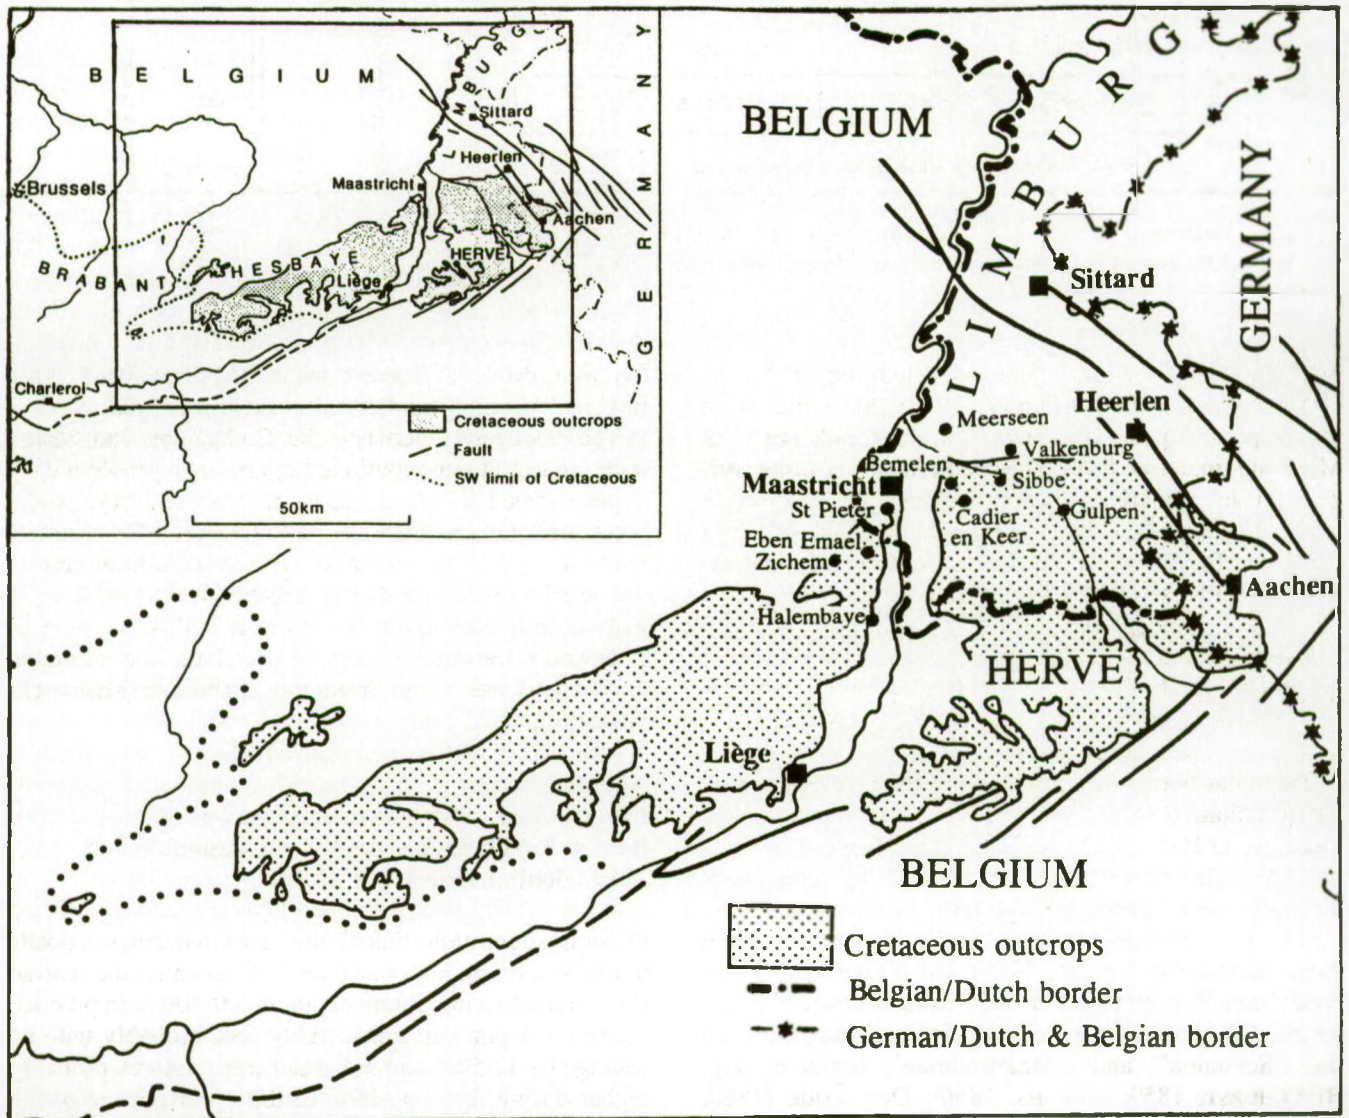 BELGIUM
LIMBURG
GERMANY
Sittard
Heerlen
Maastricht
Brussels
Aachen
HESBAYE
HERVE
BRABANT
Liège
Charleroi
Cretaceous outcrops
Fault
SW limit of Cretaceous
50km
BELGIUM
LIMBURG
GERMANY
Sittard
Heerlen
Meerssen
Valkenburg
Bemelen
Sibbe
Maastricht
St Pieter
Cadier
en Keer
Gulpen
Eben Emael
Zichem
Aachen
Halembaye
HERVE
Liège
BELGIUM
Cretaceous outcrops
Belgian/Dutch border
German/Dutch & Belgian border